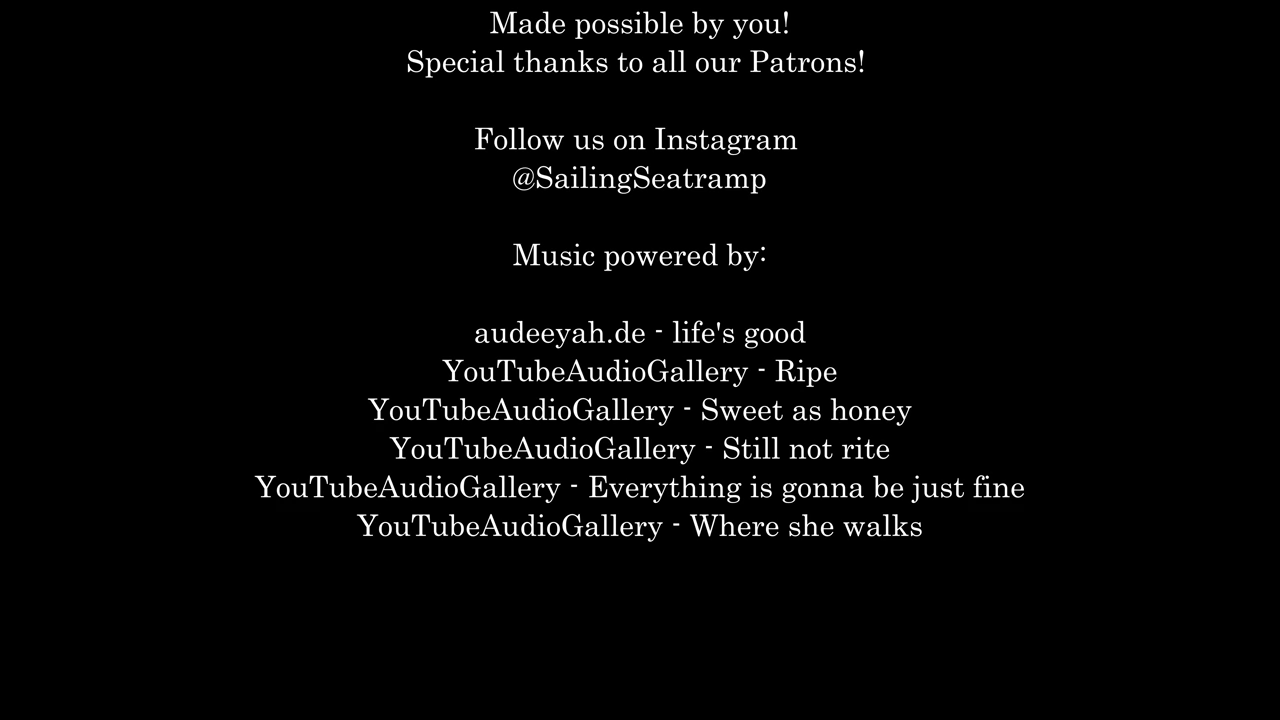 Made possible by you!
Special thanks to all our Patrons!
Follow us on Instagram
@SailingSeatramp
Music powered by:
audeeyah.de - life's good
YouTubeAudioGallery - Ripe
YouTubeAudioGallery - Sweet as honey
YouTubeAudioGallery - Still not rite
YouTubeAudioGallery - Everything is gonna be just fine
YouTubeAudioGallery - Where she walks